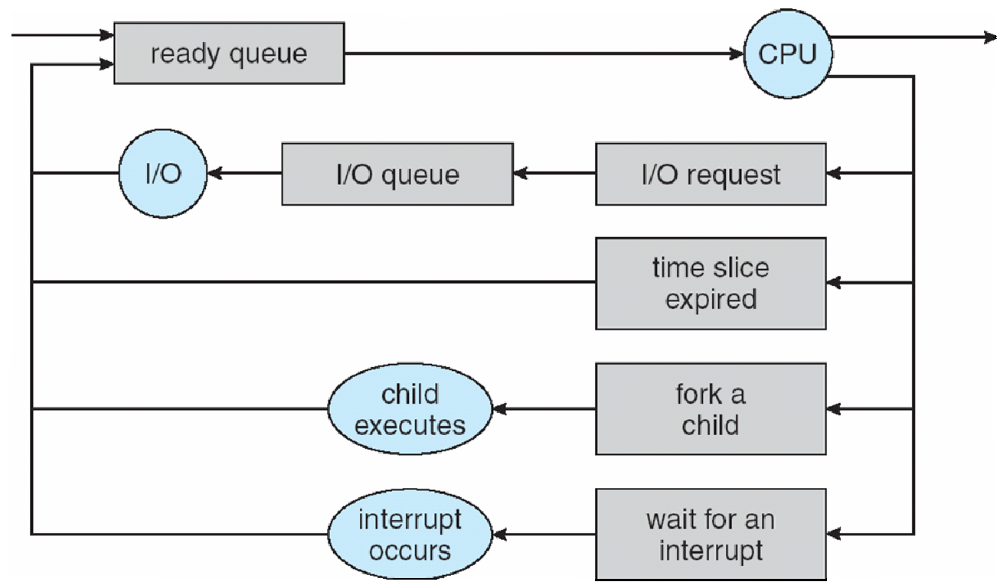 ready queue
CPU
I/O
I/O queue
I/O request
time slice
expired
child
executes
fork a
child
interrupt
occurs
wait for an
interrupt